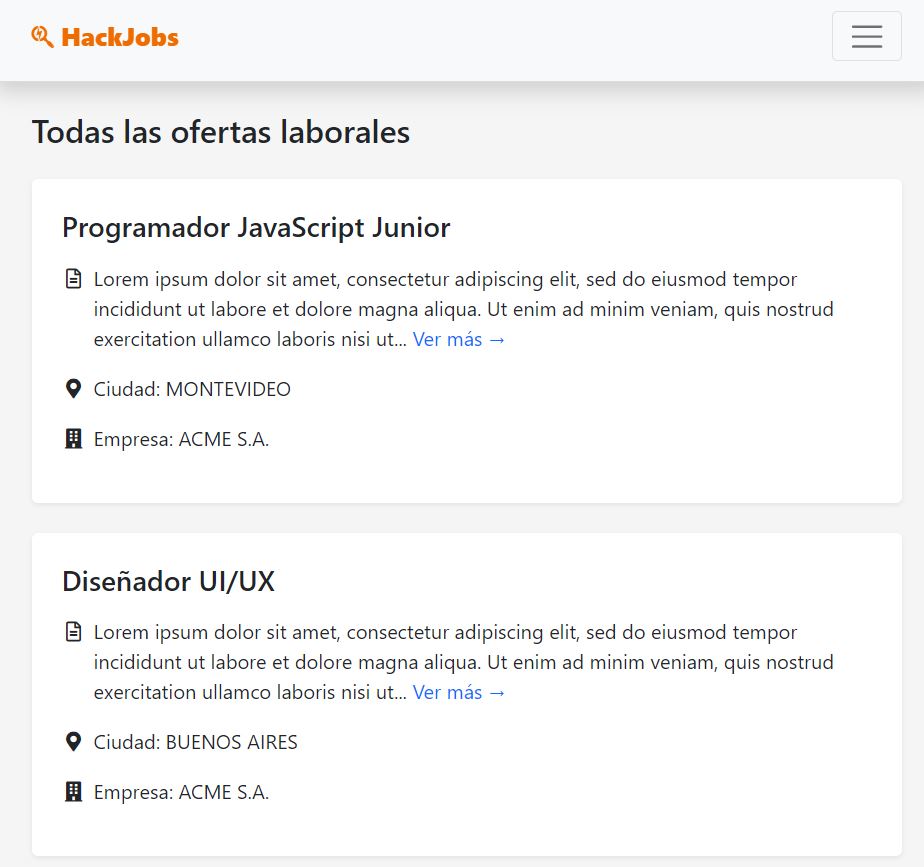 HackJobs
Todas las ofertas laborales
Programador JavaScript Junior
Lorem ipsum dolor sit amet, consectetur adipiscing elit, sed do eiusmod tempor
incididunt ut labore et dolore magna aliqua. Ut enim ad minim veniam, quis nostrud
exercitation ullamco laboris nisi ut... Ver más →
Ciudad: MONTEVIDEO
Empresa: ACME S.A.
Diseñador UI/UX
Lorem ipsum dolor sit amet, consectetur adipiscing elit, sed do eiusmod tempor
incididunt ut labore et dolore magna aliqua. Ut enim ad minim veniam, quis nostrud
exercitation ullamco laboris nisi ut... Ver más →
Ciudad: BUENOS AIRES
Empresa: ACME S.A.